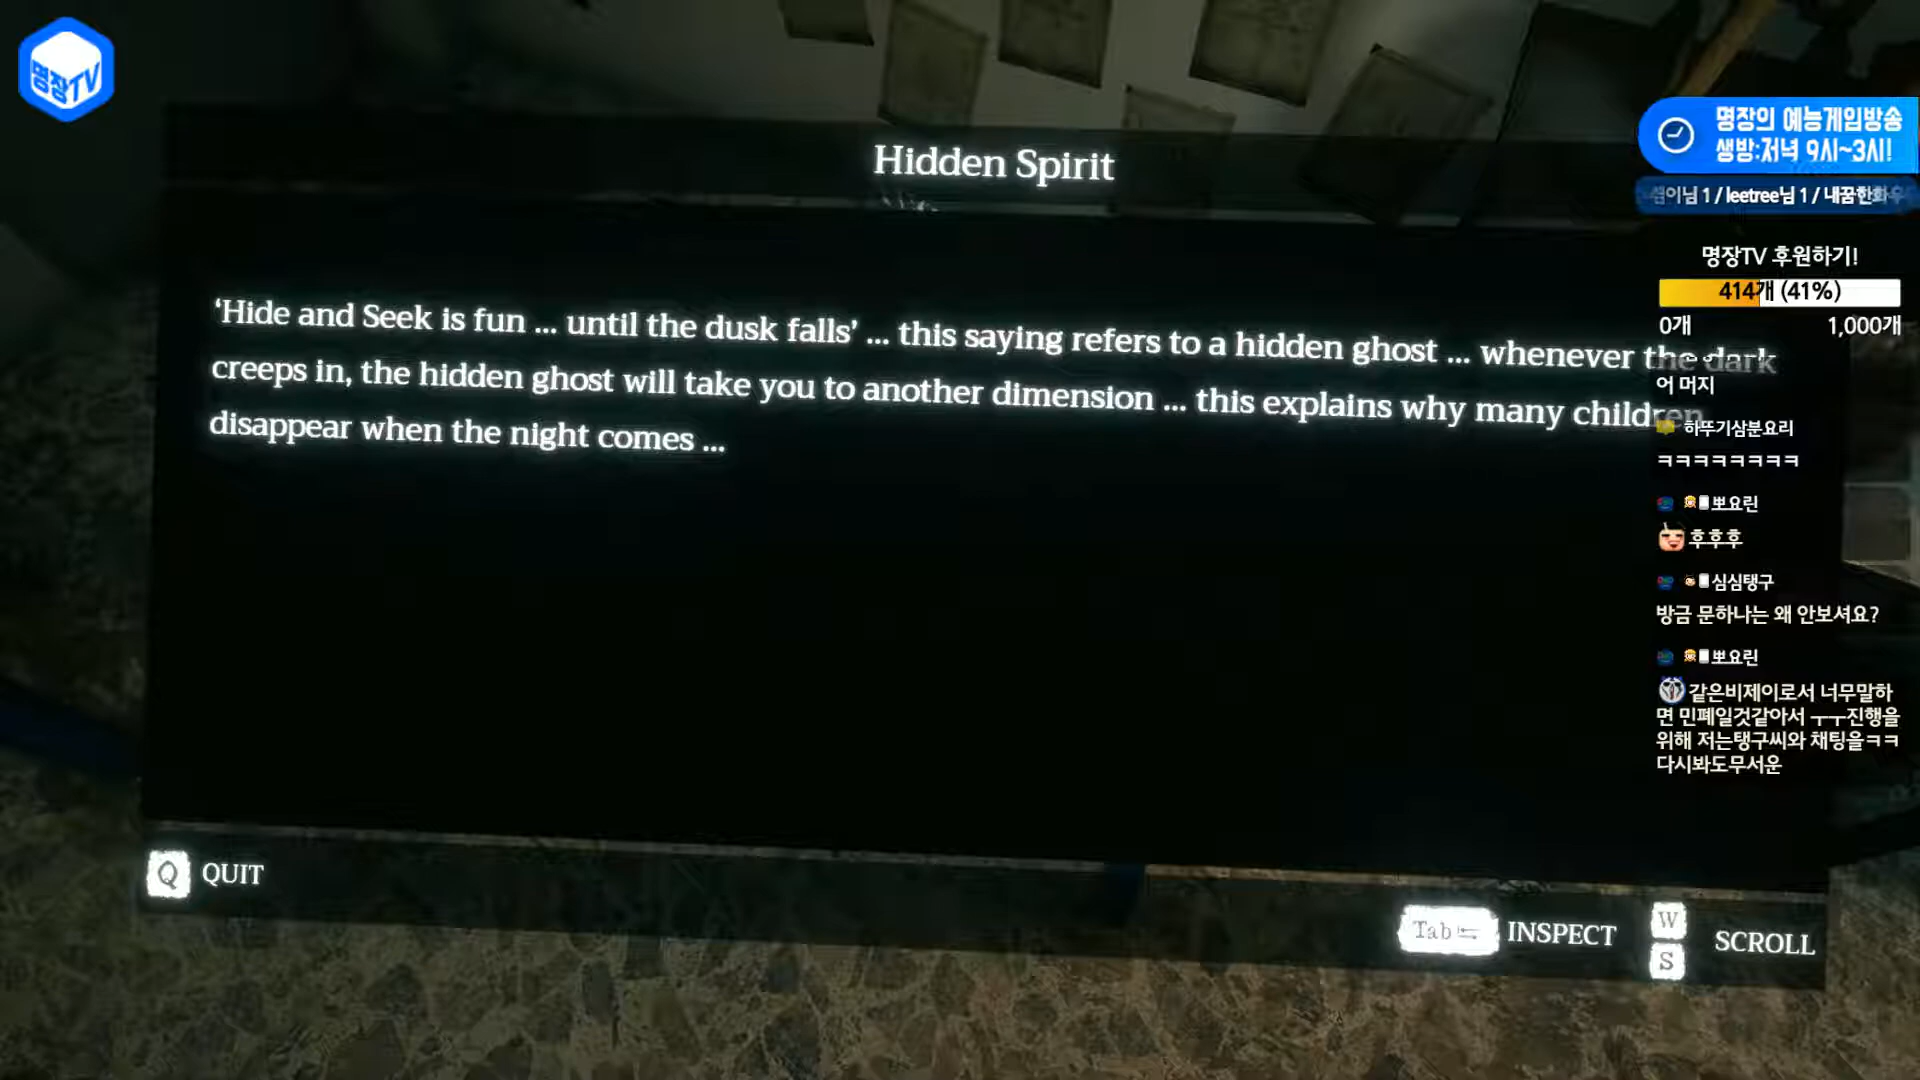 명장TV
Hidden Spirit
‘Hide and Seek is fun ... until the dusk falls’ ... this saying refers to a hidden ghost ... whenever the dark
creeps in, the hidden ghost will take you to another dimension ... this explains why many children
disappear when the night comes ...
Q QUIT
Tab INSPECT
W
S
SCROLL
명장의 예능게임방송
생방:저녁 9시~3시!
님 1 / leetree님 1 / 내꿈한화우
명장TV 후원하기!
414개 (41%)
0개 1,000개
어 머지
하뚜기삼분요리
ㅋㅋㅋㅋㅋㅋㅋㅋ
뽀요린
후후후
심심탱구
방금 문하나는 왜 안보셔요?
뽀요린
같은비제이로서 너무말하
면 민폐일것같아서 ㅜㅜ진행을
위해 저는탱구씨와 채팅을ㅋㅋ
다시봐도무서운